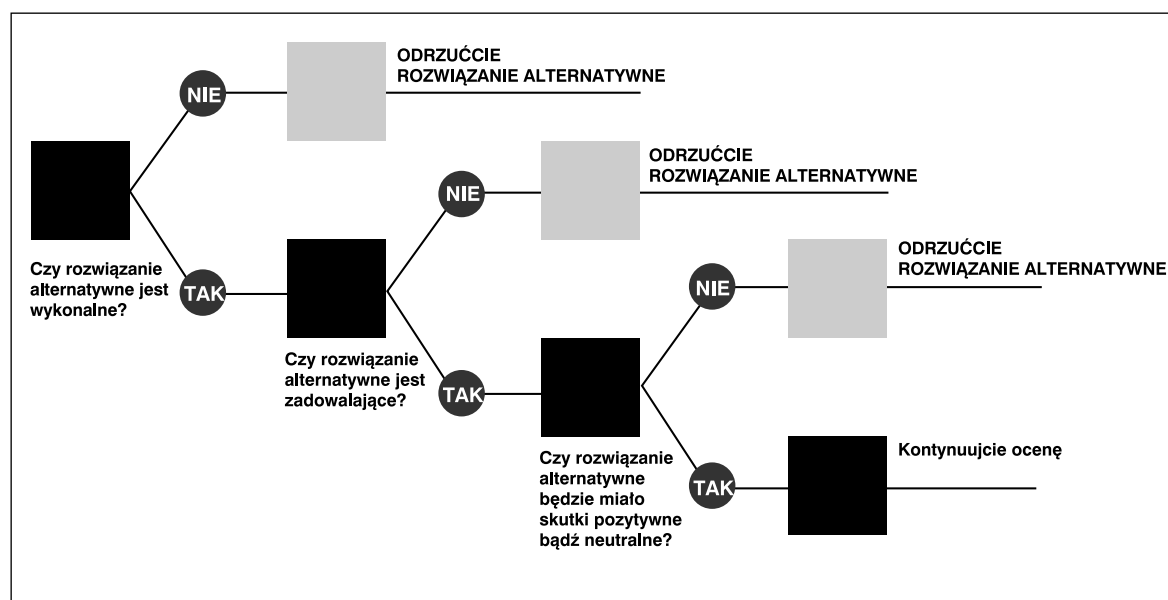 ODRZUĆCIE
ROZWIĄZANIE ALTERNATYWNE
NIE
Czy rozwiązanie
alternatywne jest
wykonalne?
TAK
ODRZUĆCIE
ROZWIĄZANIE ALTERNATYWNE
NIE
Czy rozwiązanie
alternatywne jest
zadowalające?
TAK
ODRZUĆCIE
ROZWIĄZANIE ALTERNATYWNE
NIE
Czy rozwiązanie
alternatywne
będzie miało
skutki pozytywne
bądź neutralne?
TAK
Kontynuujcie ocenę